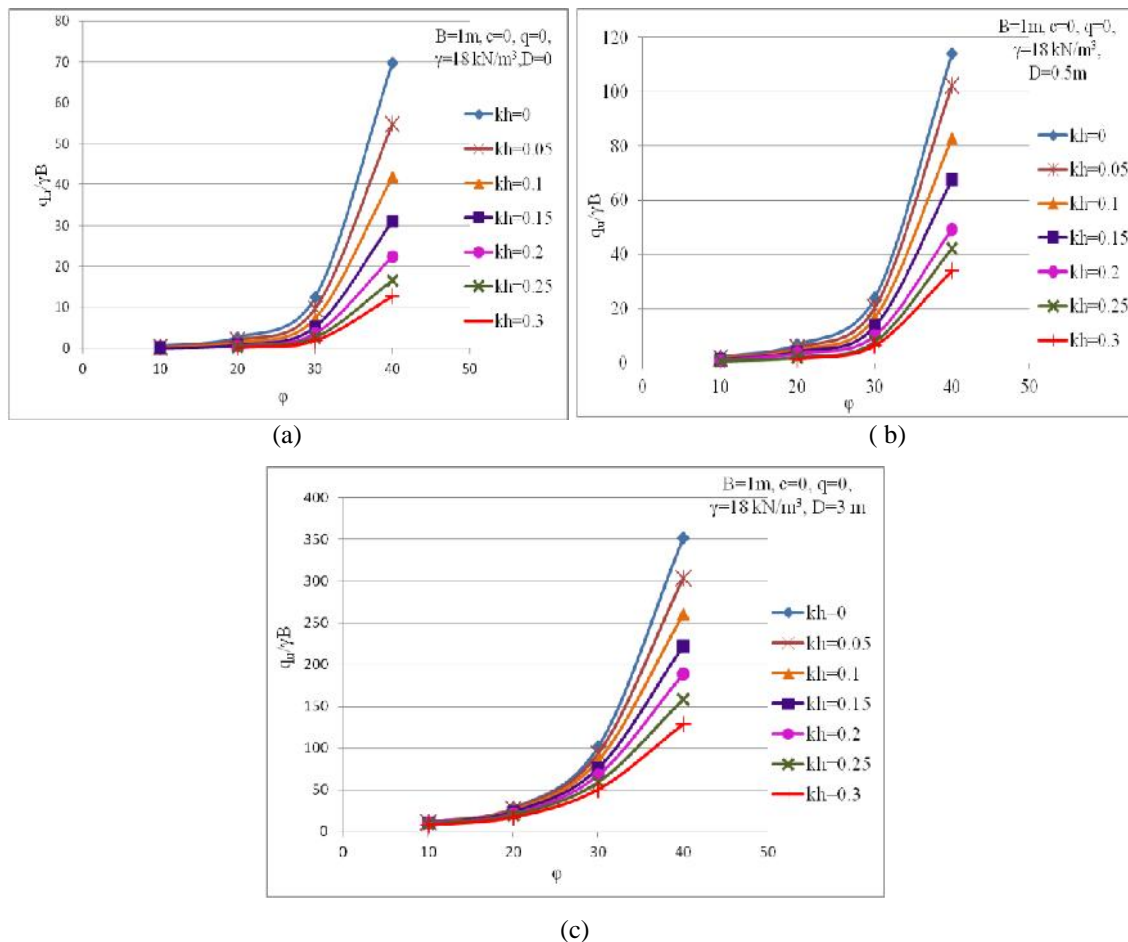 80
70
60
50
40
30
20
10
0
qᵤ/γB
0 10 20 30 40 50
φ
B=1m, c=0, q=0,
γ=18 kN/m³,D=0
kh=0
kh=0.05
kh=0.1
kh=0.15
kh=0.2
kh=0.25
kh=0.3
(a)
120
100
80
60
40
20
0
qᵤ/γB
0 10 20 30 40 50
φ
B=1m, c=0, q=0,
γ=18 kN/m³,
D=0.5m
kh=0
kh=0.05
kh=0.1
kh=0.15
kh=0.2
kh=0.25
kh=0.3
( b)
400
350
300
250
200
150
100
50
0
qᵤ/γB
0 10 20 30 40 50
φ
B=1m, c=0, q=0,
γ=18 kN/m³, D=3 m
kh=0
kh=0.05
kh=0.1
kh=0.15
kh=0.2
kh=0.25
kh=0.3
(c)